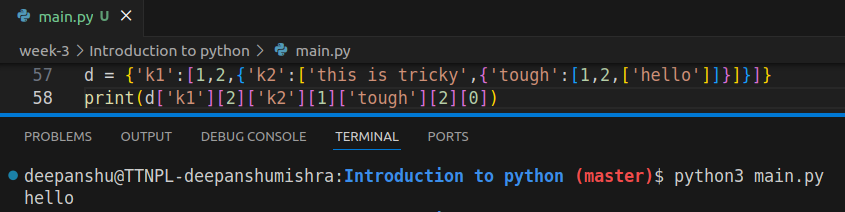 main.py U ×
week-3 > Introduction to python > main.py
57 d = {'k1':[1,2,{'k2':['this is tricky',{'tough':[1,2,['hello']]}]}]}
58 print(d['k1'][2]['k2'][1]['tough'][2][0])
PROBLEMS OUTPUT DEBUG CONSOLE TERMINAL PORTS
deepanshu@TTNPL-deepanshumishra:Introduction to python (master)$ python3 main.py
hello